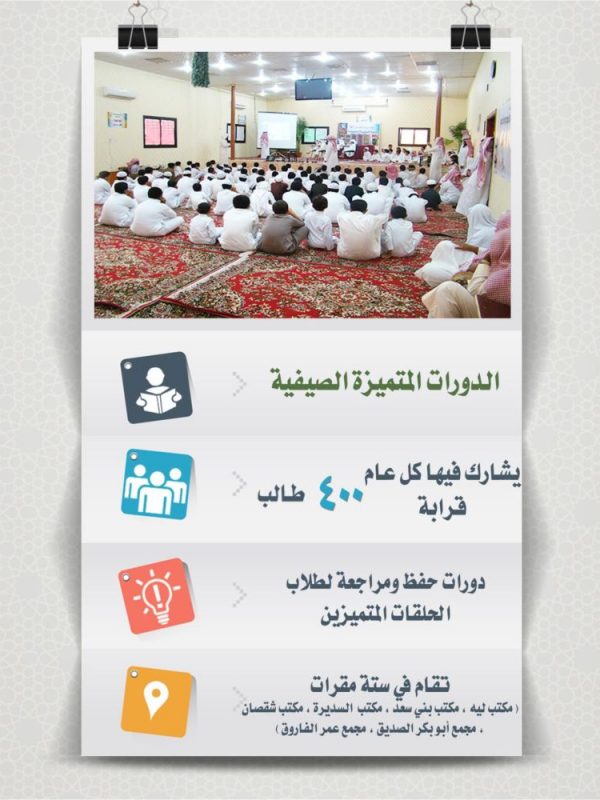 الدورات المتميزة الصيفية
يشارك فيها كل عام
قرابة ٤٠٠ طالب
دورات حفظ ومراجعة لطلاب
الحلقات المتميزين
تقام في ستة مقرات
( مكتب ليه ، مكتب بني سعد ، مكتب السديرة ، مكتب شقصان
، مجمع أبو بكر الصديق ، مجمع عمر الفاروق )